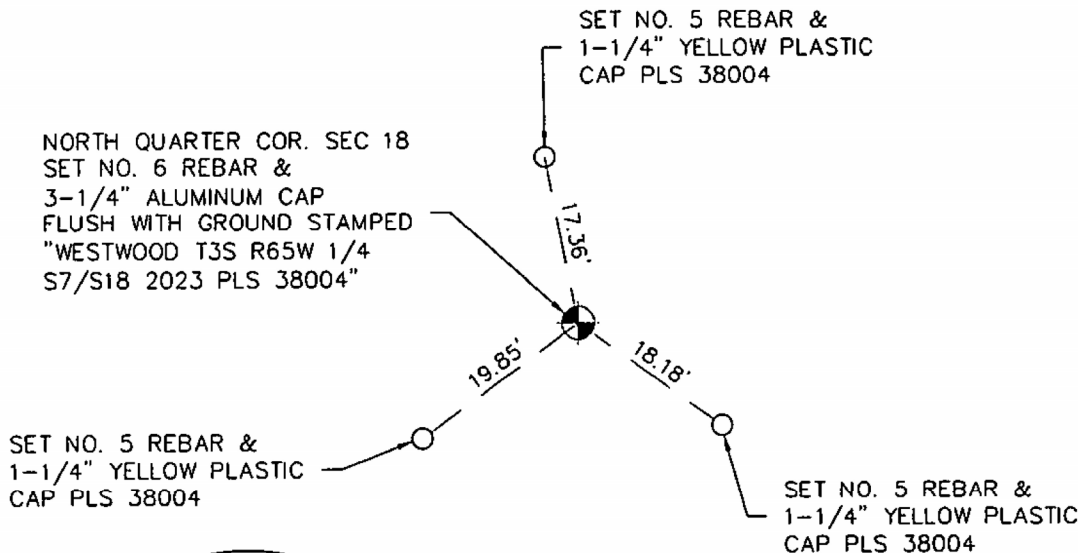 SET NO. 5 REBAR &
1-1/4" YELLOW PLASTIC
CAP PLS 38004
NORTH QUARTER COR. SEC 18
SET NO. 6 REBAR &
3-1/4" ALUMINUM CAP
FLUSH WITH GROUND STAMPED
"WESTWOOD T3S R65W 1/4
S7/S18 2023 PLS 38004"
17.36'
19.85'
18.18'
SET NO. 5 REBAR &
1-1/4" YELLOW PLASTIC
CAP PLS 38004
SET NO. 5 REBAR &
1-1/4" YELLOW PLASTIC
CAP PLS 38004